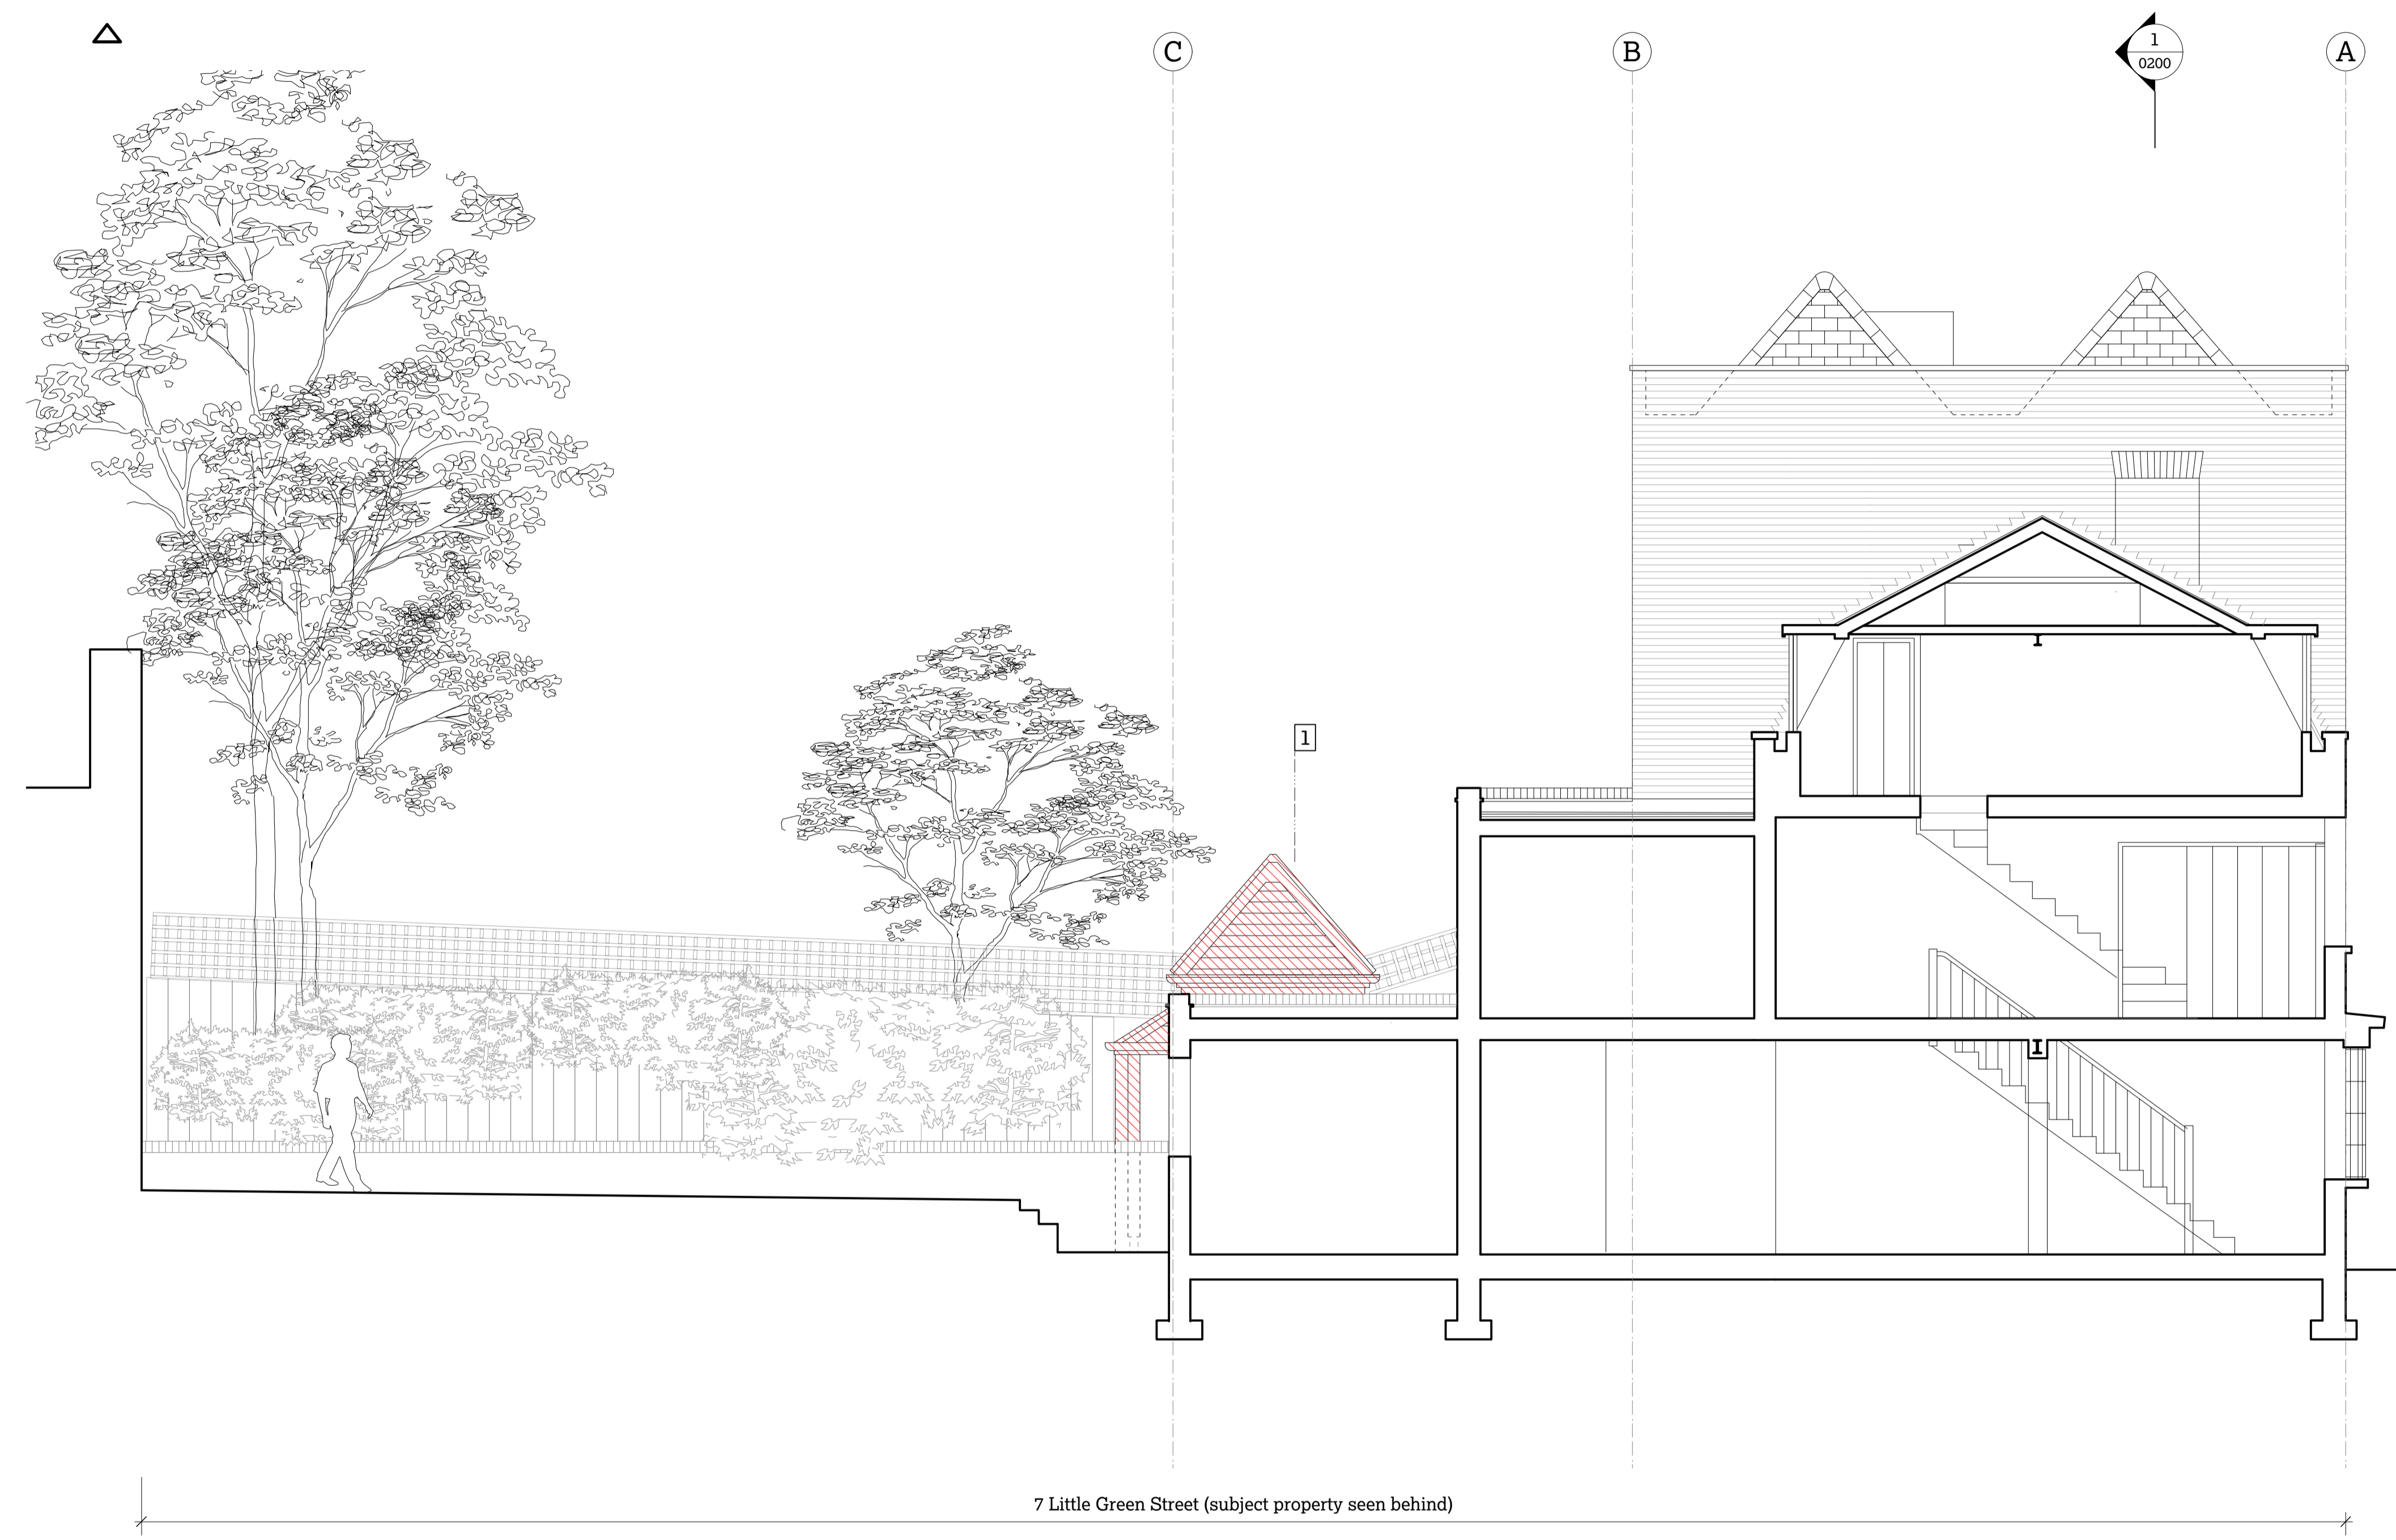 C
B
1
0200
A
1
7 Little Green Street (subject property seen behind)